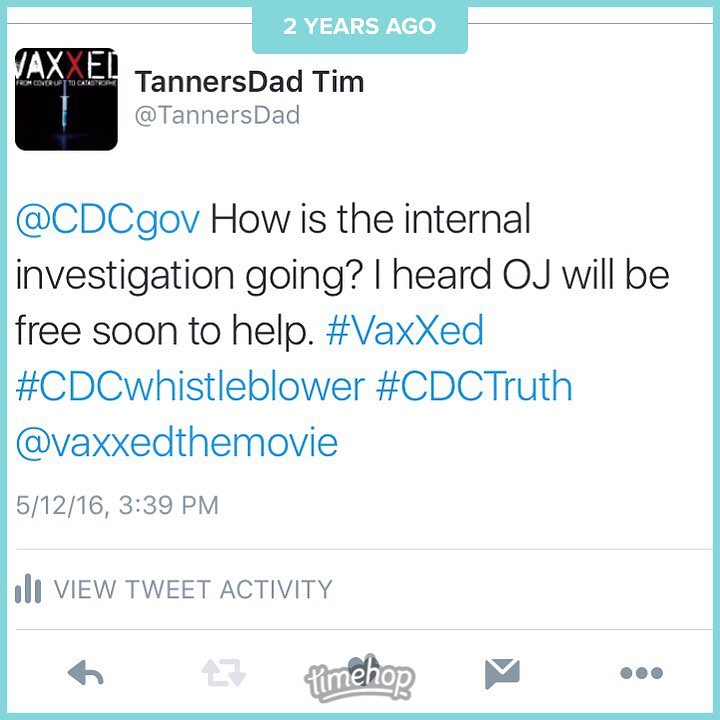 2 YEARS AGO
VAXXED
FROM COVER-UP TO CATASTROPHE
TannersDad Tim
@TannersDad
@CDCgov How is the internal
investigation going? I heard OJ will be
free soon to help. #VaxXed
#CDCwhistleblower #CDCTruth
@vaxxedthemovie
5/12/16, 3:39 PM
VIEW TWEET ACTIVITY
timehop